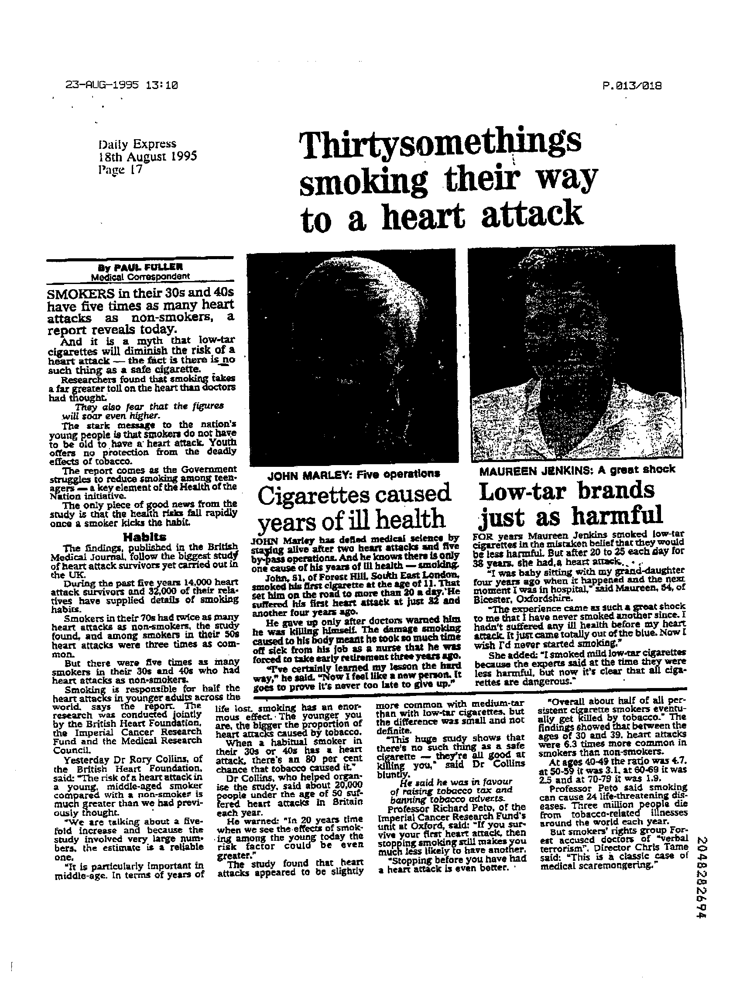 23-AUG-1995 13:10
P.013/018
Daily Express
18th August 1995
Page 17
Thirtysomethings
smoking their way
to a heart attack
By PAUL FULLER
Medical Correspondent
SMOKERS in their 30s and 40s
have five times as many heart
attacks as non-smokers, a
report reveals today.
And it is a myth that low-tar
cigarettes will diminish the risk of a
heart attack — the fact is there is no
such thing as a safe cigarette.
Researchers found that smoking takes
a far greater toll on the heart than doctors
had thought.
They also fear that the figures
will soar even higher.
The stark message to the nation's
young people is that smokers do not have
to be old to have a heart attack. Youth
offers no protection from the deadly
effects of tobacco.
The report comes as the Government
struggles to reduce smoking among teen-
agers — a key element of the Health of the
Nation initiative.
The only piece of good news from the
study is that the health risks fall rapidly
once a smoker kicks the habit.
Habits
The findings, published in the British
Medical Journal, follow the biggest study
of heart attack survivors yet carried out in
the UK.
During the past five years 14,000 heart
attack survivors and 32,000 of their rela-
tives have supplied details of smoking
habits.
Smokers in their 70s had twice as many
heart attacks as non-smokers, the study
found, and among smokers in their 50s
heart attacks were three times as com-
mon.
But there were five times as many
smokers in their 30s and 40s who had
heart attacks as non-smokers.
Smoking is responsible for half the
heart attacks in younger adults across the
world, says the report. The
research was conducted jointly
by the British Heart Foundation,
the Imperial Cancer Research
Fund and the Medical Research
Council.
Yesterday Dr Rory Collins, of
the British Heart Foundation,
said: "The risk of a heart attack in
a young, middle-aged smoker
compared with a non-smoker is
much greater than we had previ-
ously thought.
"We are talking about a five-
fold increase and because the
study involved very large num-
bers, the estimate is a reliable
one.
"It is particularly important in
middle-age. In terms of years of
life lost, smoking has an enor-
mous effect. The younger you
are, the bigger the proportion of
heart attacks caused by tobacco.
When a habitual smoker in
their 30s or 40s has a heart
attack, there's an 80 per cent
chance that tobacco caused it."
Dr Collins, who helped organ-
ise the study, said about 20,000
people under the age of 50 suf-
fered heart attacks in Britain
each year.
He warned: "In 20 years time
when we see the effects of smok-
ing among the young today the
risk factor could be even
greater."
The study found that heart
attacks appeared to be slightly
more common with medium-tar
than with low-tar cigarettes, but
the difference was small and not
definite.
"This huge study shows that
there's no such thing as a safe
cigarette — they're all good at
killing you," said Dr Collins
bluntly.
He said he was in favour
of raising tobacco tax and
banning tobacco adverts.
Professor Richard Peto, of the
Imperial Cancer Research Fund's
unit at Oxford, said: "If you sur-
vive your first heart attack, then
stopping smoking still makes you
much less likely to have another.
"Stopping before you have had
a heart attack is even better.
"Overall about half of all per-
sistent cigarette smokers eventu-
ally get killed by tobacco." The
findings showed that between the
ages of 30 and 39, heart attacks
were 6.3 times more common in
smokers than non-smokers.
At ages 40-49 the ratio was 4.7,
at 50-59 it was 3.1, at 60-69 it was
2.5 and at 70-79 it was 1.9.
Professor Peto said smoking
can cause 24 life-threatening dis-
eases. Three million people die
from tobacco-related illnesses
around the world each year.
But smokers' rights group For-
est accused doctors of "verbal
terrorism". Director Chris Tame
said: "This is a classic case of
medical scaremongering."
JOHN MARLEY: Five operations
Cigarettes caused
years of ill health
JOHN Marley has defied medical science by
staying alive after two heart attacks and five
by-pass operations. And he knows there is only
one cause of his years of ill health — smoking.
John, 51, of Forest Hill, South East London,
smoked his first cigarette at the age of 11. That
set him on the road to more than 20 a day. He
suffered his first heart attack at just 32 and
another four years ago.
He gave up only after doctors warned him
he was killing himself. The damage smoking
caused to his body meant he took so much time
off sick from his job as a nurse that he was
forced to take early retirement three years ago.
"I've certainly learned my lesson the hard
way," he said. "Now I feel like a new person. It
goes to prove it's never too late to give up."
MAUREEN JENKINS: A great shock
Low-tar brands
just as harmful
FOR years Maureen Jenkins smoked low-tar
cigarettes in the mistaken belief that they would
be less harmful. But after 20 to 25 each day for
38 years, she had a heart attack.
"I was baby sitting with my grand-daughter
four years ago when it happened and the next
moment I was in hospital," said Maureen, 54, of
Bicester, Oxfordshire.
"The experience came as such a great shock
to me that I have never smoked another since. I
hadn't suffered any ill health before my heart
attack. It just came totally out of the blue. Now I
wish I'd never started smoking."
She added: "I smoked mild low-tar cigarettes
because the experts said at the time they were
less harmful, but now it's clear that all ciga-
rettes are dangerous."
2048282694